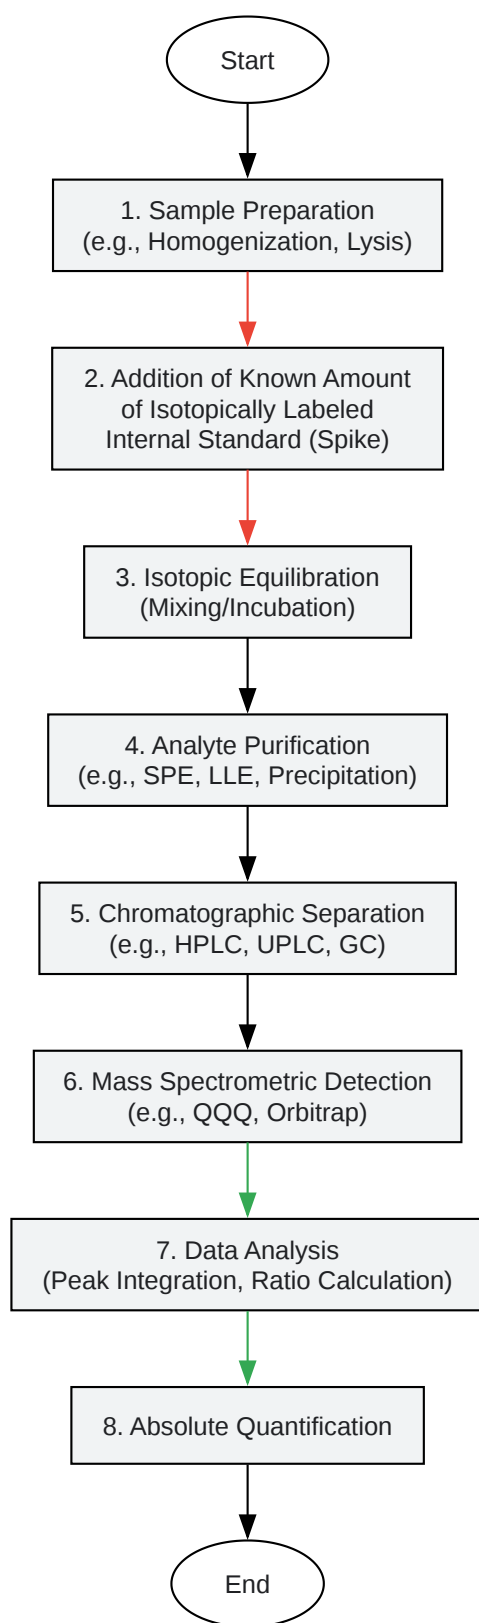 Start
1. Sample Preparation
(e.g., Homogenization, Lysis)
2. Addition of Known Amount
of Isotopically Labeled
Internal Standard (Spike)
3. Isotopic Equilibration
(Mixing/Incubation)
4. Analyte Purification
(e.g., SPE, LLE, Precipitation)
5. Chromatographic Separation
(e.g., HPLC, UPLC, GC)
6. Mass Spectrometric Detection
(e.g., QQQ, Orbitrap)
7. Data Analysis
(Peak Integration, Ratio Calculation)
8. Absolute Quantification
End